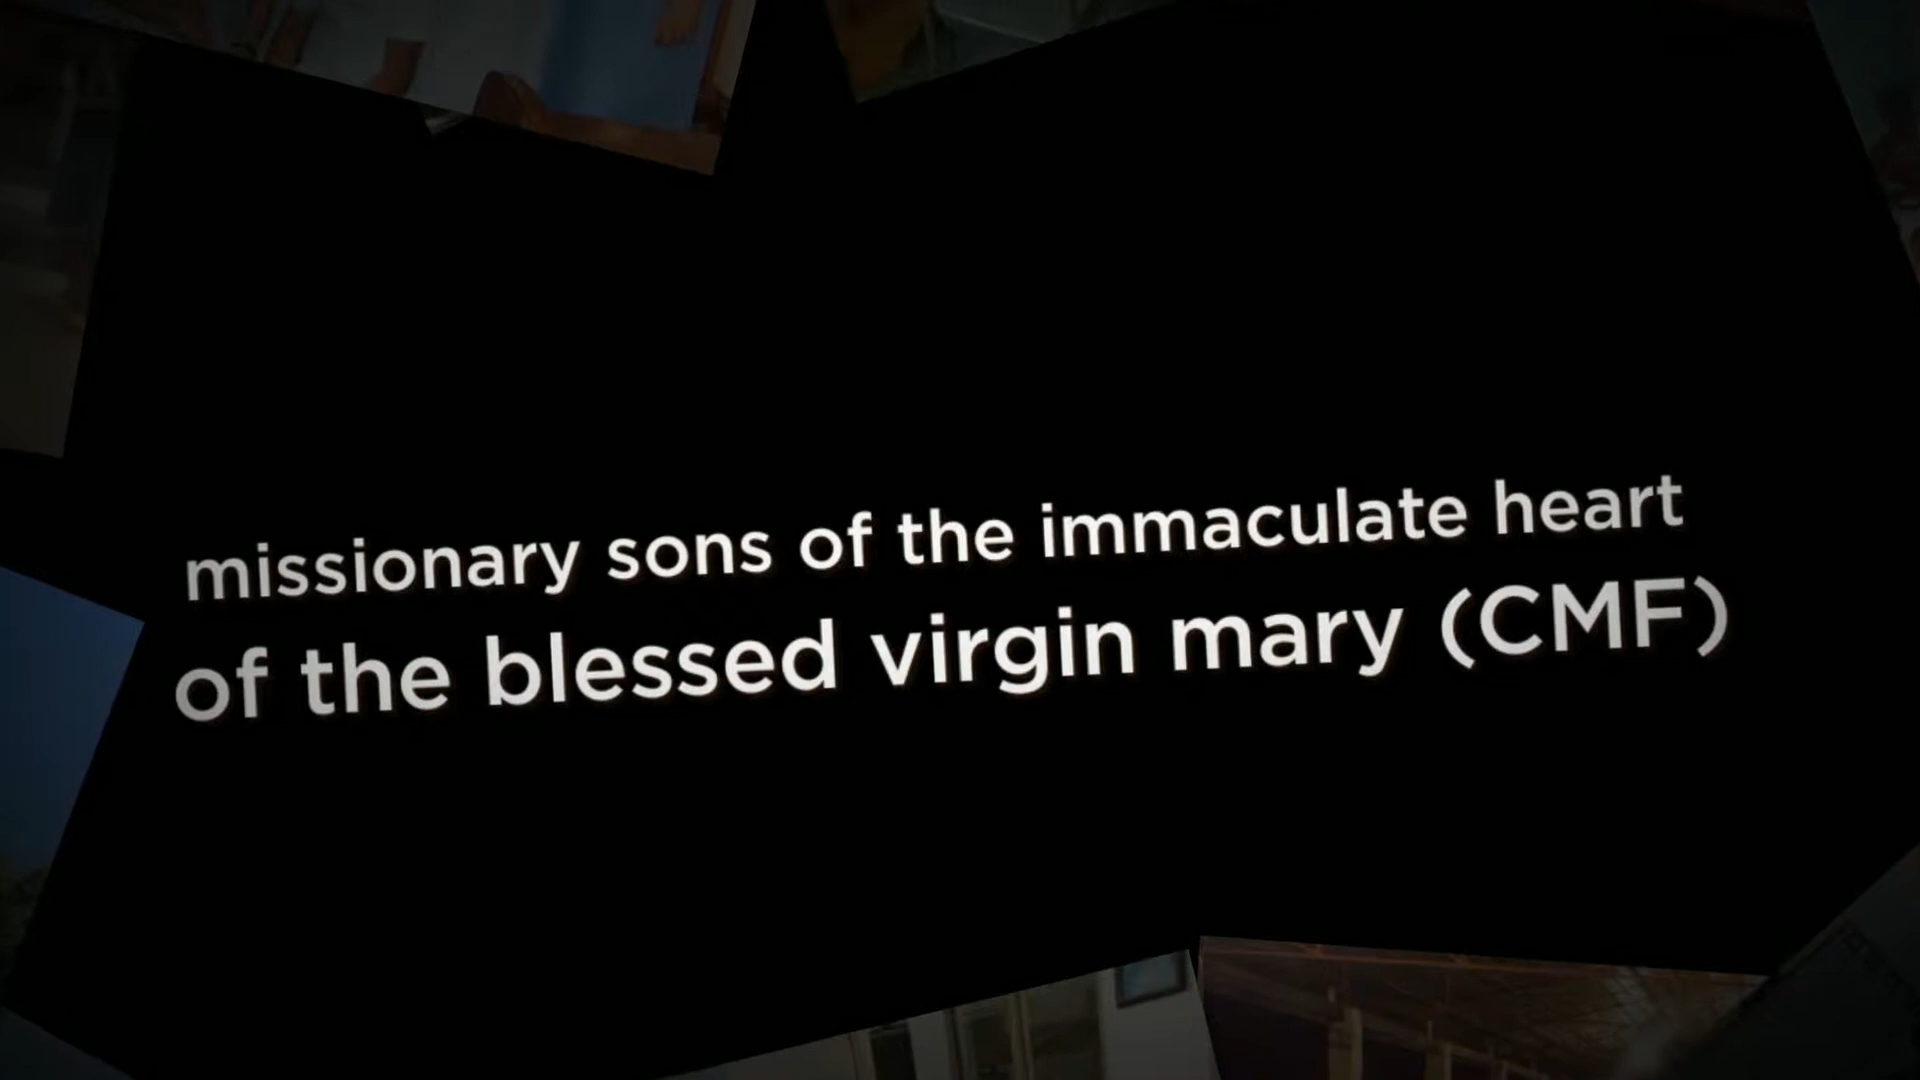 missionary sons of the immaculate heart
of the blessed virgin mary (CMF)